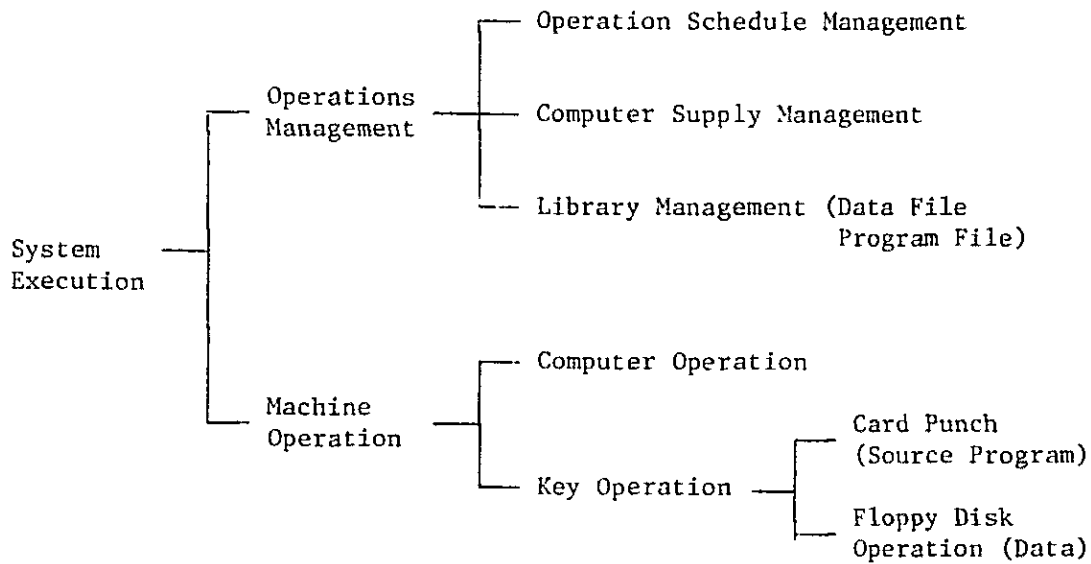 Operation Schedule Management
Operations
Management
Computer Supply Management
Library Management (Data File
Program File)
System
Execution
Computer Operation
Machine
Operation
Card Punch
(Source Program)
Key Operation
Floppy Disk
Operation (Data)